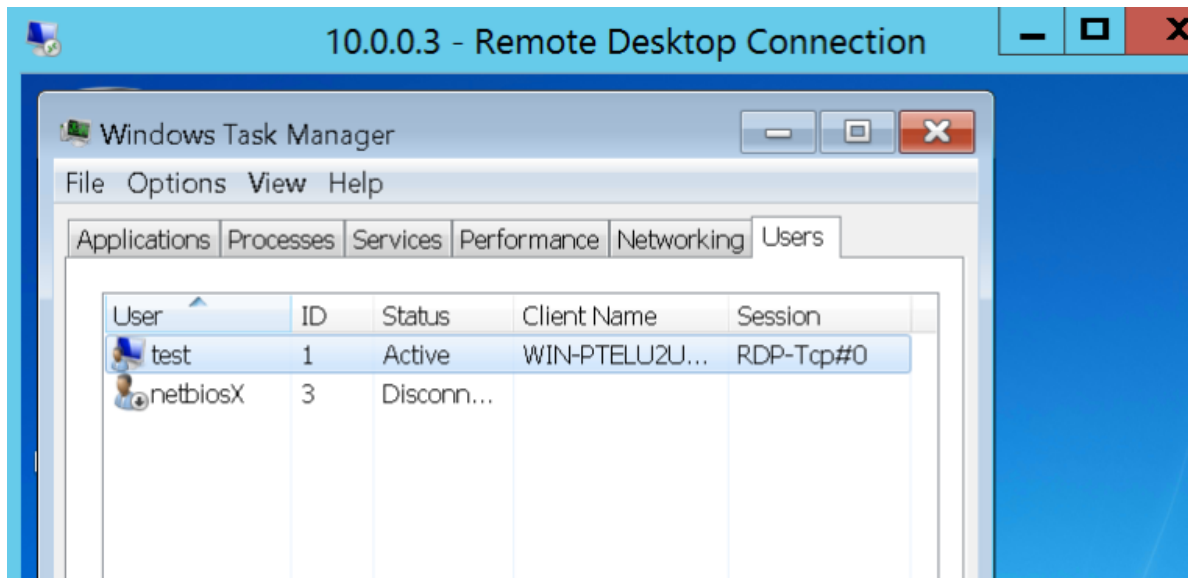 10.0.0.3 - Remote Desktop Connection
Windows Task Manager
File Options View Help
Applications Processes Services Performance Networking Users
User ID Status Client Name Session
test 1 Active WIN-PTELU2U... RDP-Tcp#0
netbiosX 3 Disconn...